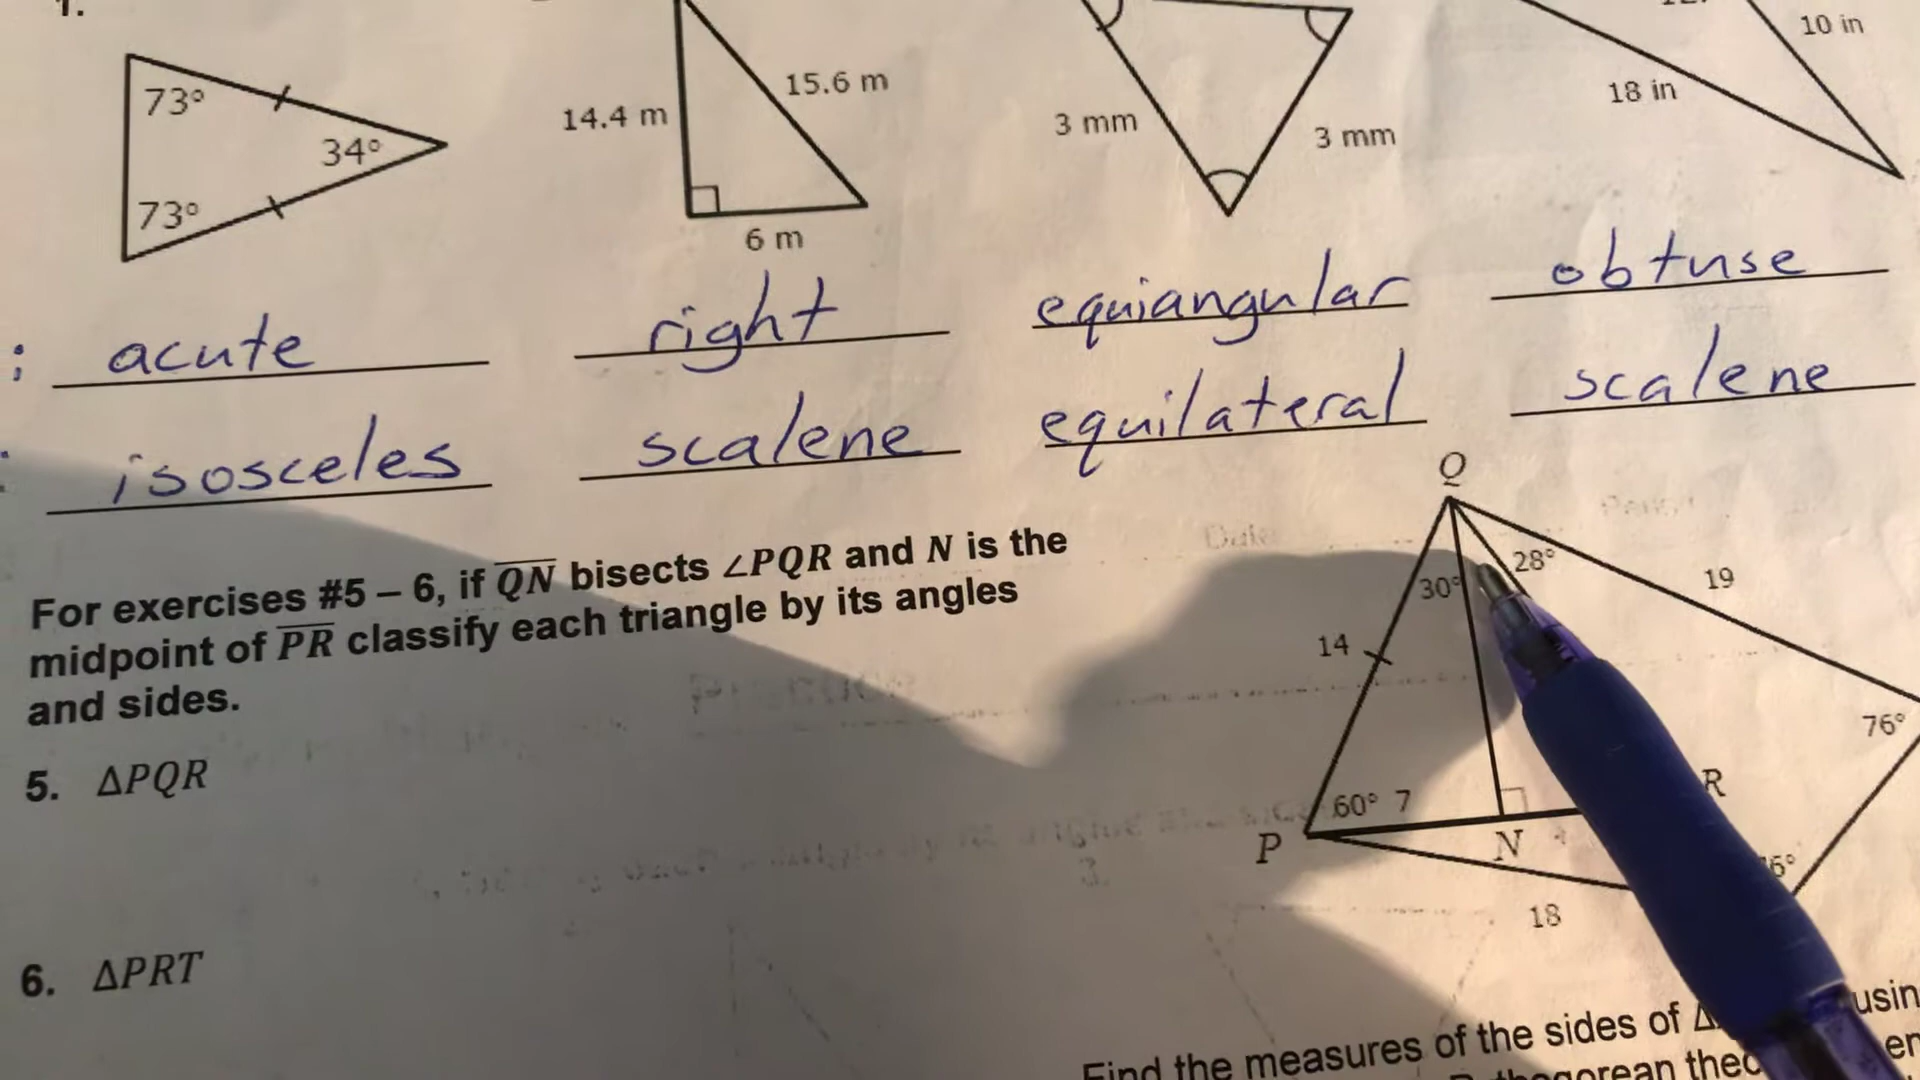 10 in
73°
15.6 m
18 in
14.4 m
3 mm
3 mm
34°
73°
6 m
acute right equiangular obtuse
isosceles scalene equilateral scalene
Q
For exercises #5 – 6, if QN bisects ∠PQR and N is the
midpoint of PR classify each triangle by its angles
and sides.
28°
30°
19
14
76°
5. ΔPQR
R
60° 7
P
N
6°
18
6. ΔPRT
Find the measures of the sides of